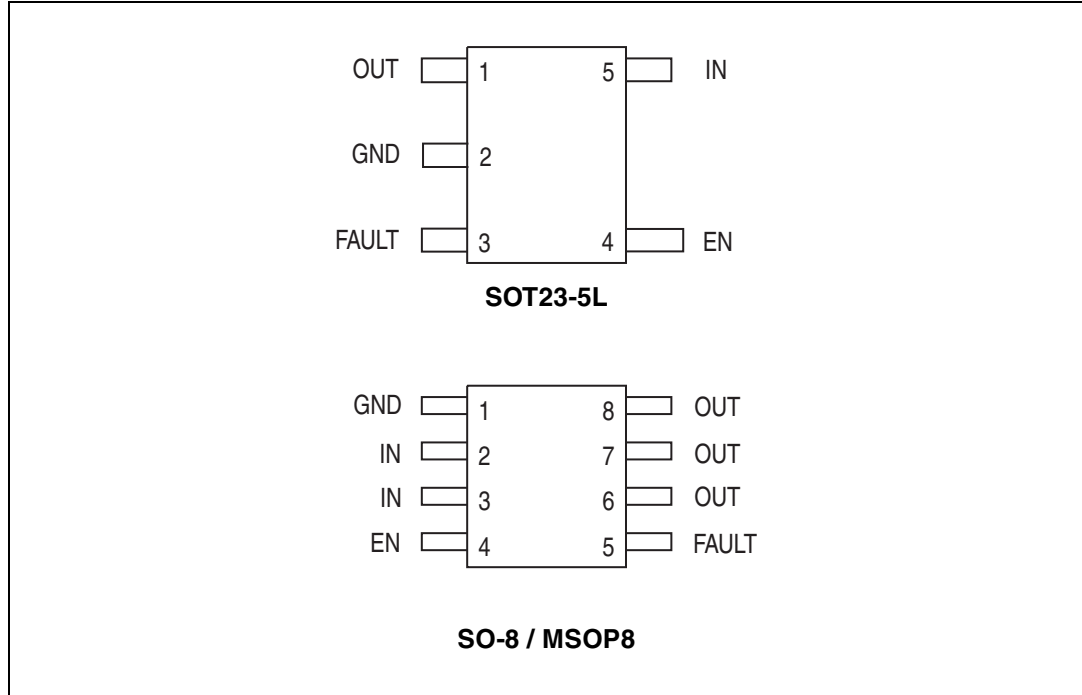 OUT 1 5 IN
GND 2
FAULT 3 4 EN
SOT23-5L
GND 1 8 OUT
IN 2 7 OUT
IN 3 6 OUT
EN 4 5 FAULT
SO-8 / MSOP8